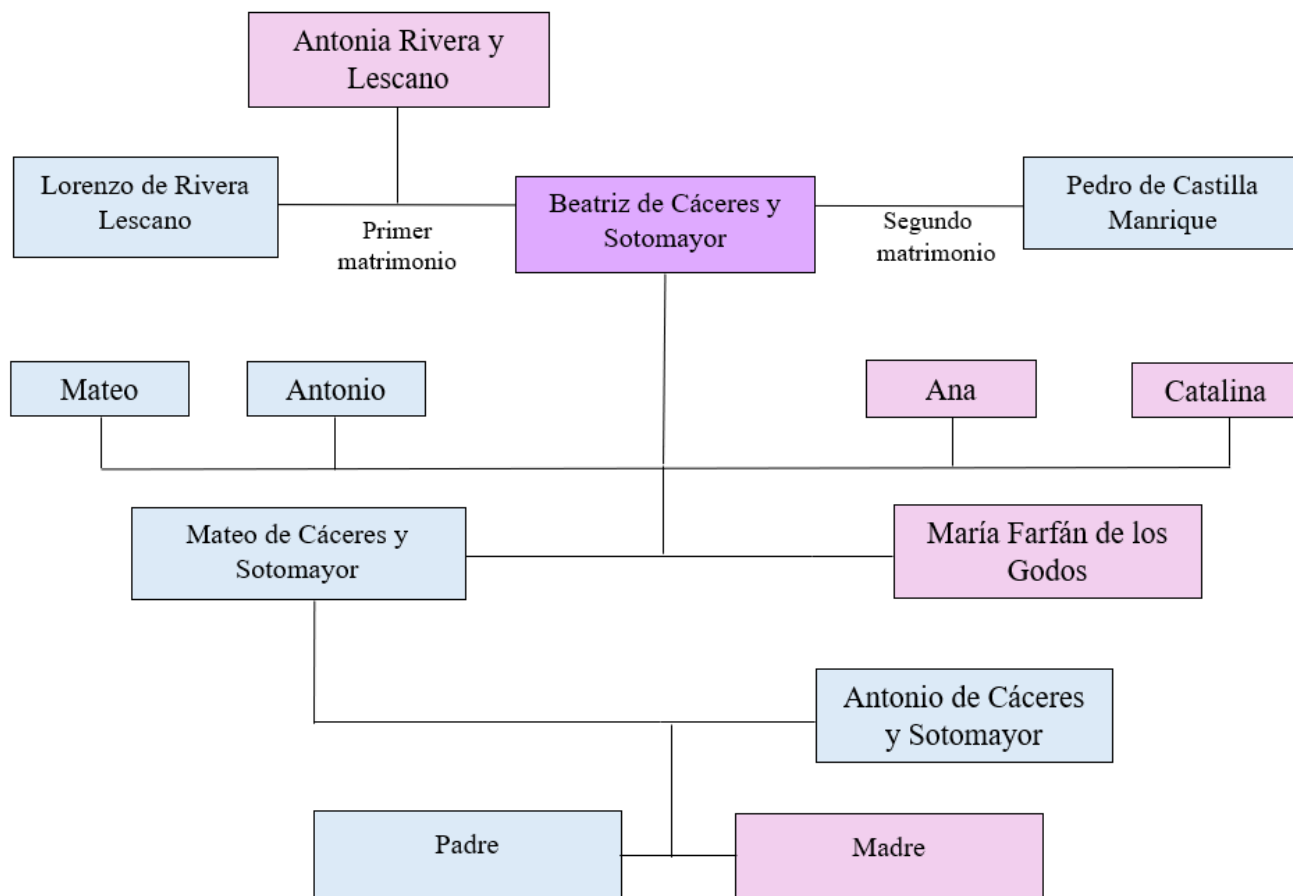 Antonia Rivera y
Lescano
Lorenzo de Rivera
Lescano
Primer
matrimonio
Beatriz de Cáceres y
Sotomayor
Segundo
matrimonio
Pedro de Castilla
Manrique
Mateo
Antonio
Ana
Catalina
Mateo de Cáceres y
Sotomayor
María Farfán de los
Godos
Antonio de Cáceres
y Sotomayor
Padre
Madre